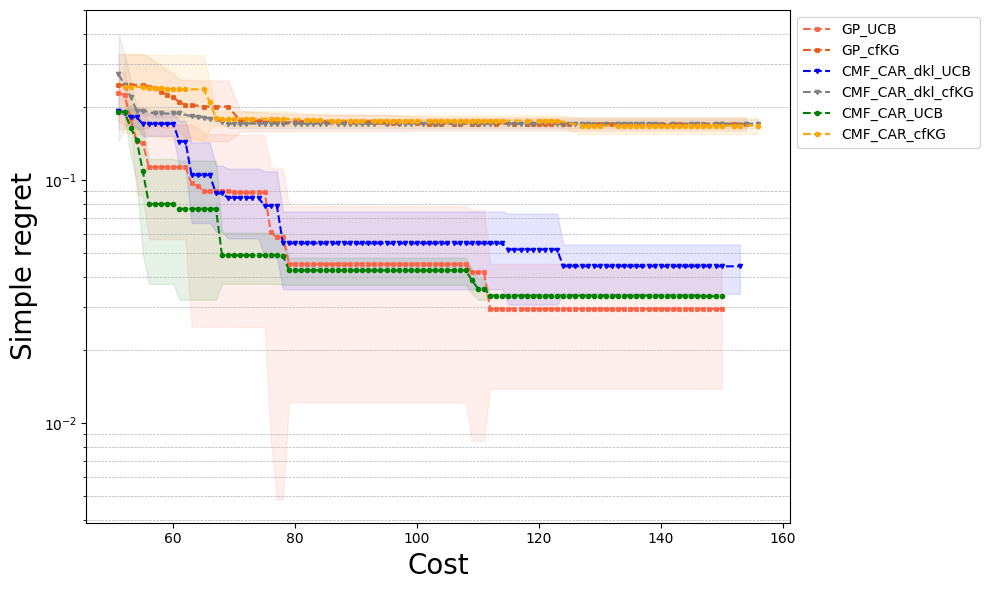 GP_UCB
GP_cfKG
CMF_CAR_dkl_UCB
CMF_CAR_dkl_cfKG
CMF_CAR_UCB
CMF_CAR_cfKG
Simple regret
10⁻¹
10⁻²
60 80 100 120 140 160
Cost